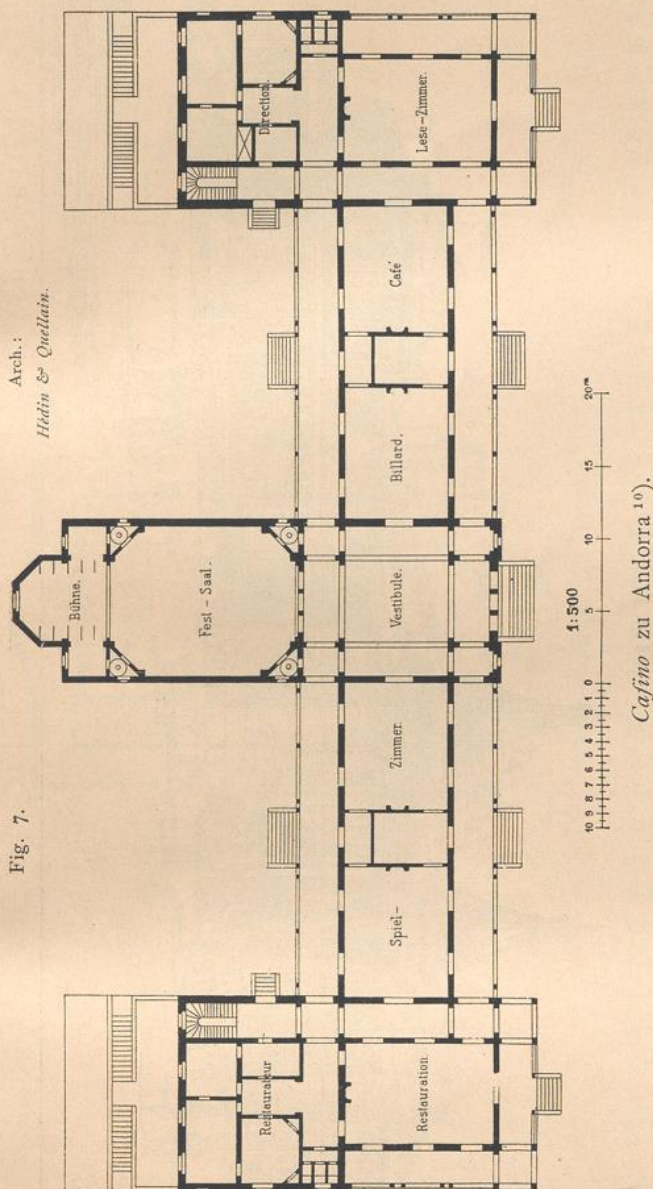 Fig. 7.
Arch.:
Hédin & Quellain.
Bühne.
Fest-Saal.
Direction.
Restaurateur
Restauration.
Spiel-
Zimmer.
Vestibule.
Billard.
Café
Lese-Zimmer.
10 9 8 7 6 5 4 3 2 1 0 5 10 15 20m
1:500
Caſino zu Andorra 10).